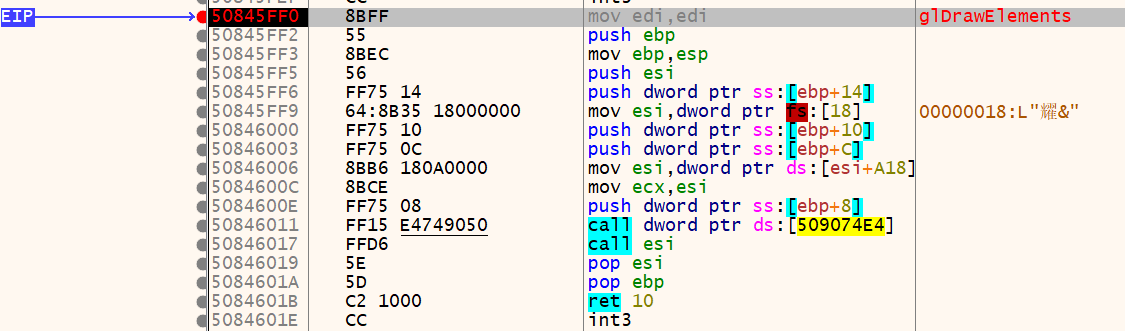 int3
EIP 50845FF0 8BFF mov edi,edi glDrawElements
50845FF2 55 push ebp
50845FF3 8BEC mov ebp,esp
50845FF5 56 push esi
50845FF6 FF75 14 push dword ptr ss:[ebp+14]
50845FF9 64:8B35 18000000 mov esi,dword ptr fs:[18] 00000018:L"耀&"
50846000 FF75 10 push dword ptr ss:[ebp+10]
50846003 FF75 0C push dword ptr ss:[ebp+C]
50846006 8BB6 180A0000 mov esi,dword ptr ds:[esi+A18]
5084600C 8BCE mov ecx,esi
5084600E FF75 08 push dword ptr ss:[ebp+8]
50846011 FF15 E4749050 call dword ptr ds:[509074E4]
50846017 FFD6 call esi
50846019 5E pop esi
5084601A 5D pop ebp
5084601B C2 1000 ret 10
5084601E CC int3